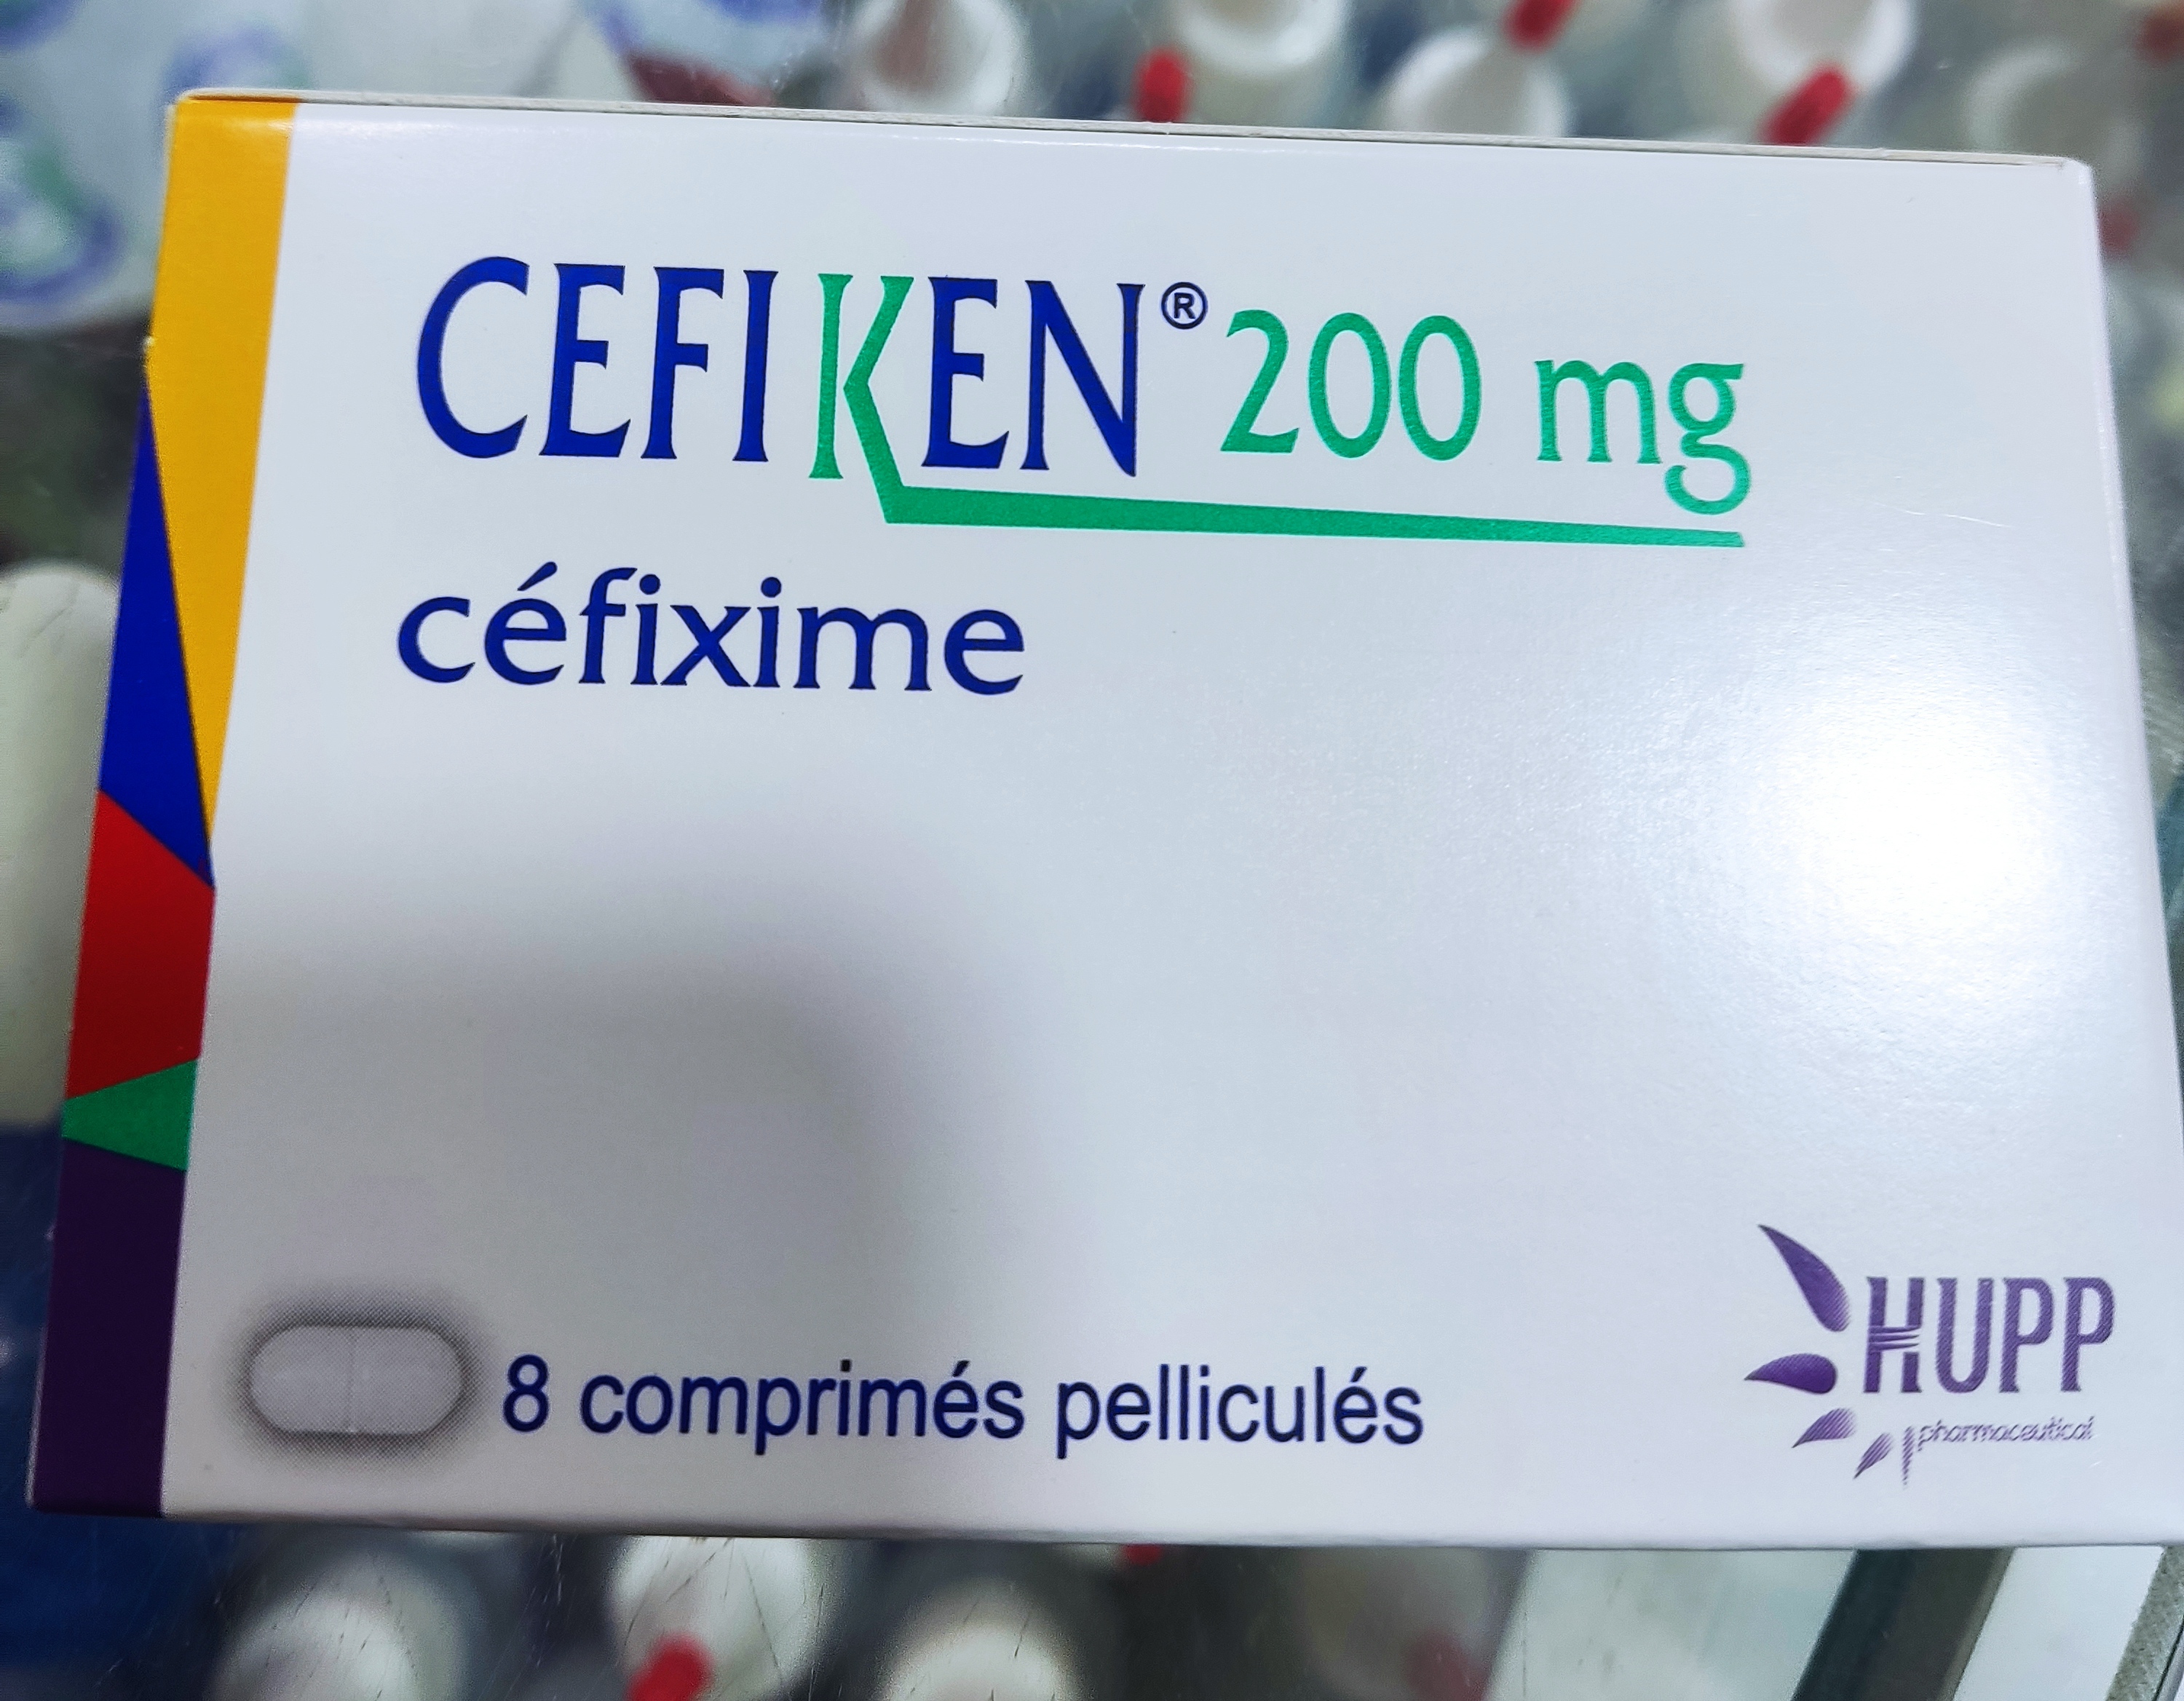 CEFIKEN® 200 mg
céfixime
8 comprimés pelliculés
HUPP
pharmaceutical